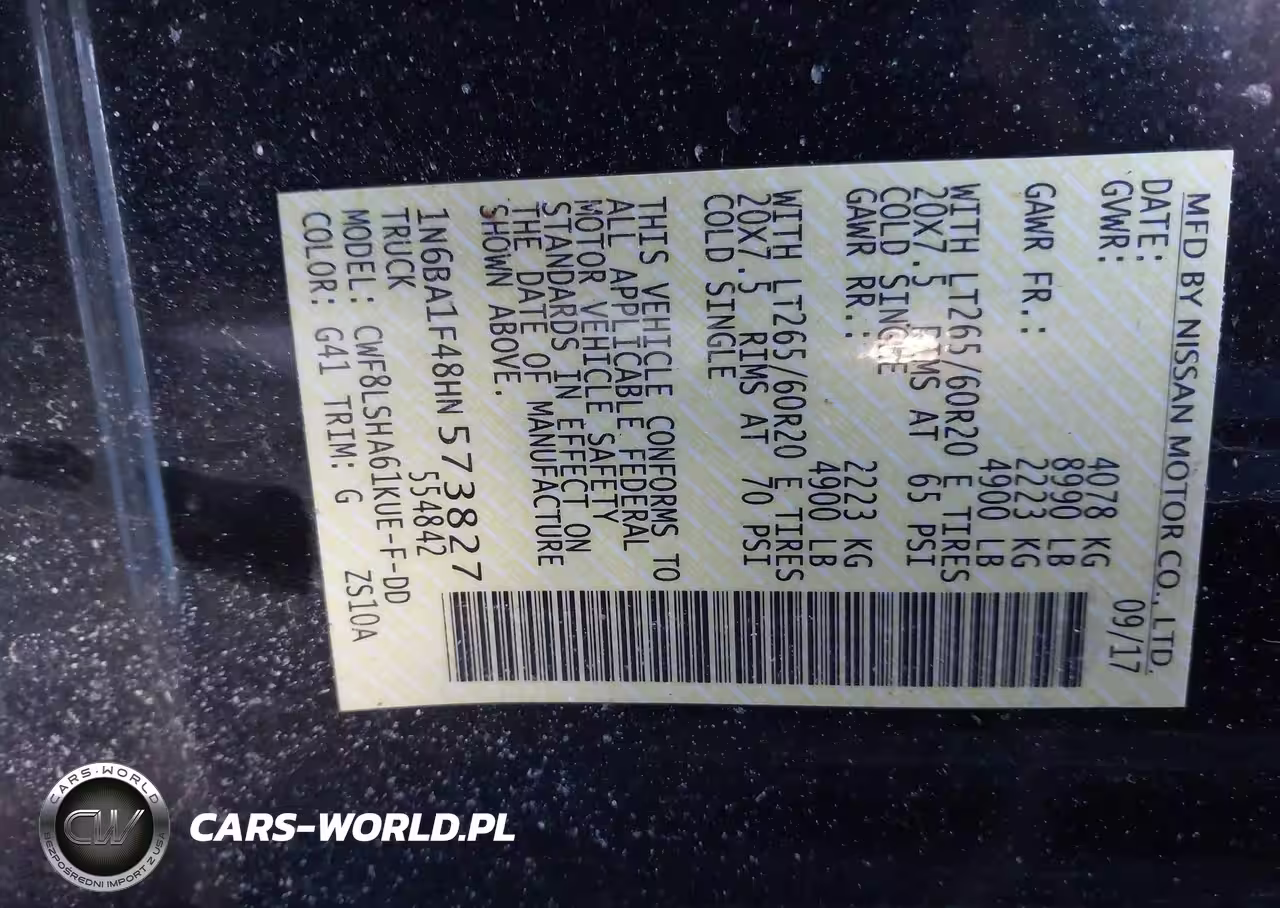 MFD BY NISSAN MOTOR CO., LTD.
DATE: 09/17
GVWR: 4078 KG
8990 LB
GAWR FR.: 2223 KG
4900 LB
WITH LT265/60R20 E TIRES
20X7.5 RIMS AT 65 PSI
COLD SINGLE
GAWR RR.: 2223 KG
4900 LB
WITH LT265/60R20 E TIRES
20X7.5 RIMS AT 70 PSI
COLD SINGLE
THIS VEHICLE CONFORMS TO
ALL APPLICABLE FEDERAL
MOTOR VEHICLE SAFETY
STANDARDS IN EFFECT ON
THE DATE OF MANUFACTURE
SHOWN ABOVE.
1N6BA1F48HN573827
TRUCK 554842
MODEL: CWF8LSHA61KUE-F-DD
COLOR: G41 TRIM: G ZS10A
CARS-WORLD
CW
BEZPOŚREDNI IMPORT Z USA
CARS-WORLD.PL